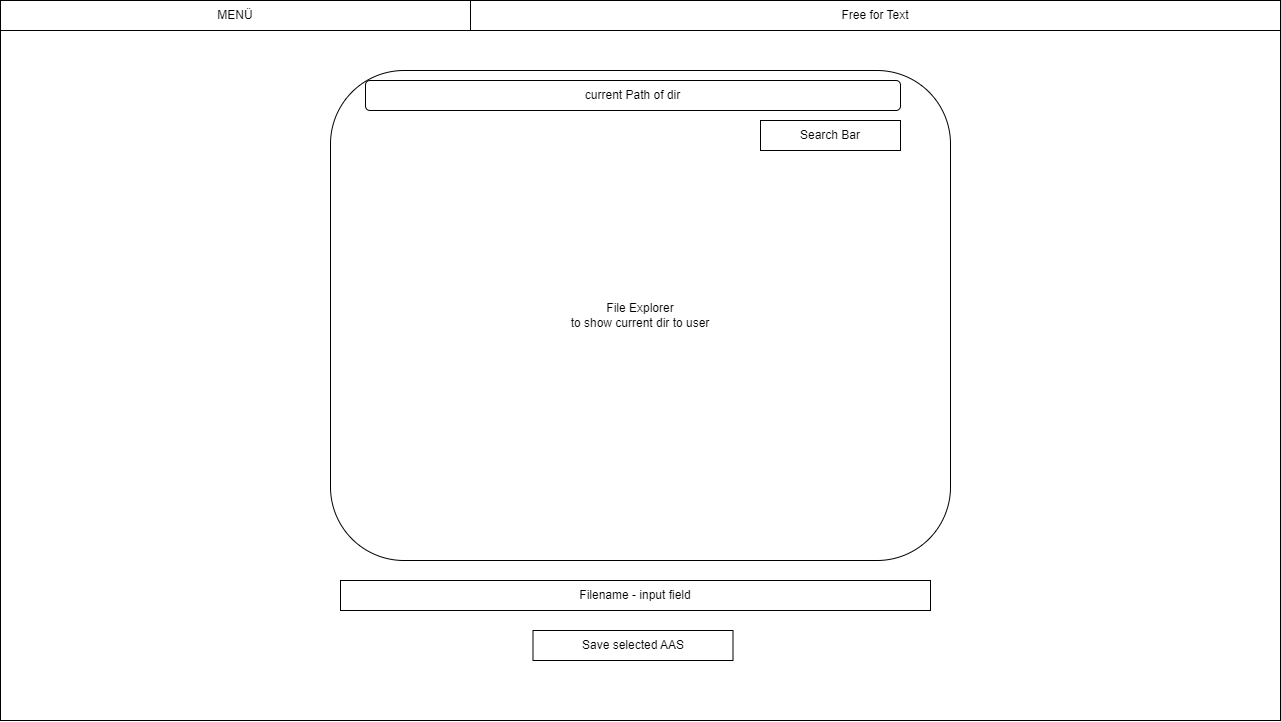 MENÜ
Free for Text
current Path of dir
Search Bar
File Explorer
to show current dir to user
Filename - input field
Save selected AAS